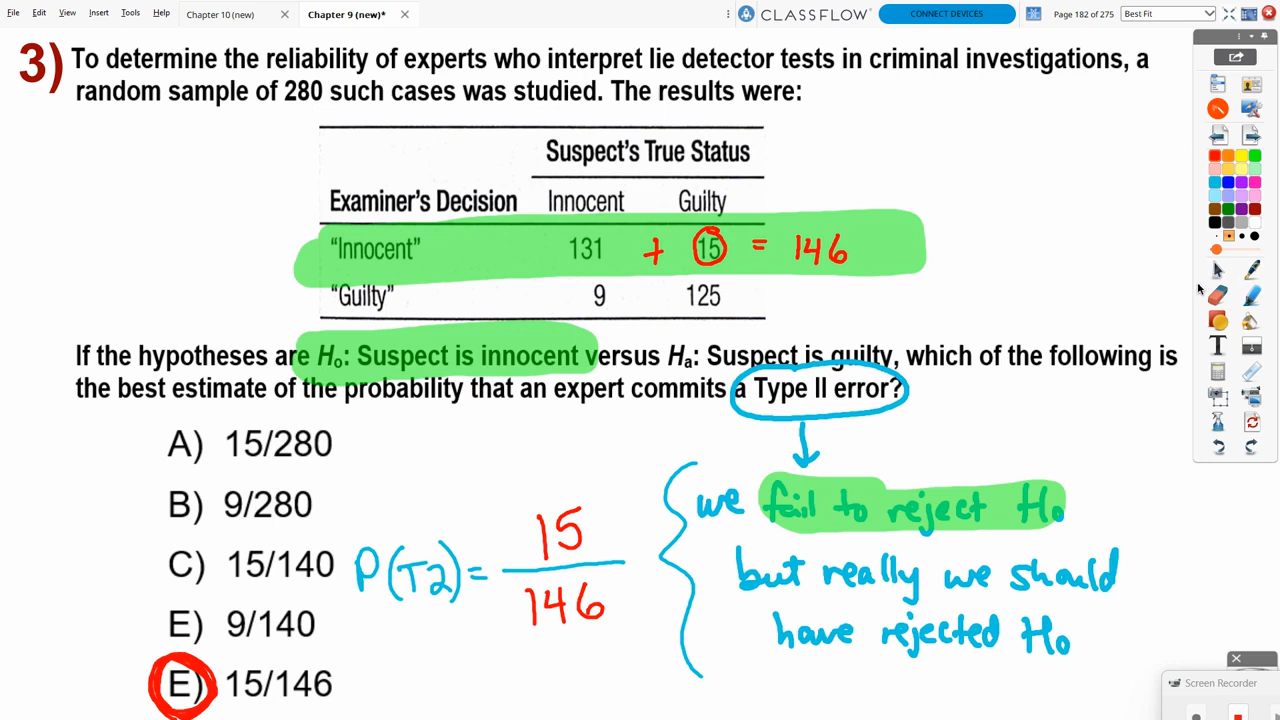 File Edit View Insert Tools Help
Chapter 10 (new)
Chapter 9 (new)*
CLASSFLOW
CONNECT DEVICES
Page 182 of 275
Best Fit
3) To determine the reliability of experts who interpret lie detector tests in criminal investigations, a
random sample of 280 such cases was studied. The results were:
Suspect's True Status
Examiner's Decision Innocent Guilty
"Innocent" 131 + 15 = 146
"Guilty" 9 125
If the hypotheses are H₀: Suspect is innocent versus Hₐ: Suspect is guilty, which of the following is
the best estimate of the probability that an expert commits a Type II error?
A) 15/280
B) 9/280
C) 15/140
E) 9/140
E) 15/146
P(T2) = 15
146
we fail to reject H₀
but really we should
have rejected H₀
Screen Recorder